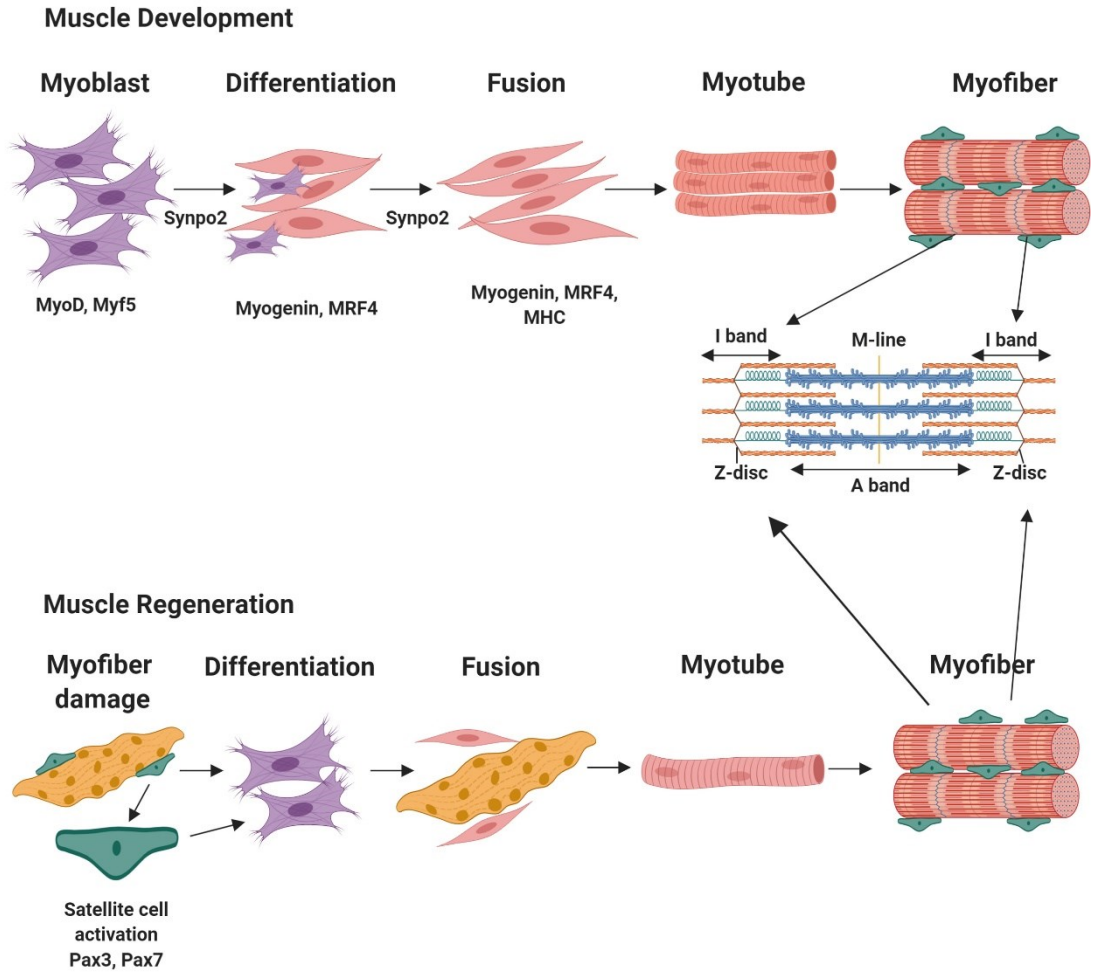 Muscle Development
Myoblast
Differentiation
Fusion
Myotube
Myofiber
Synpo2
Synpo2
MyoD, Myf5
Myogenin, MRF4
Myogenin, MRF4,
MHC
I band
M-line
I band
Z-disc
A band
Z-disc
Muscle Regeneration
Myofiber
damage
Differentiation
Fusion
Myotube
Myofiber
Satellite cell
activation
Pax3, Pax7